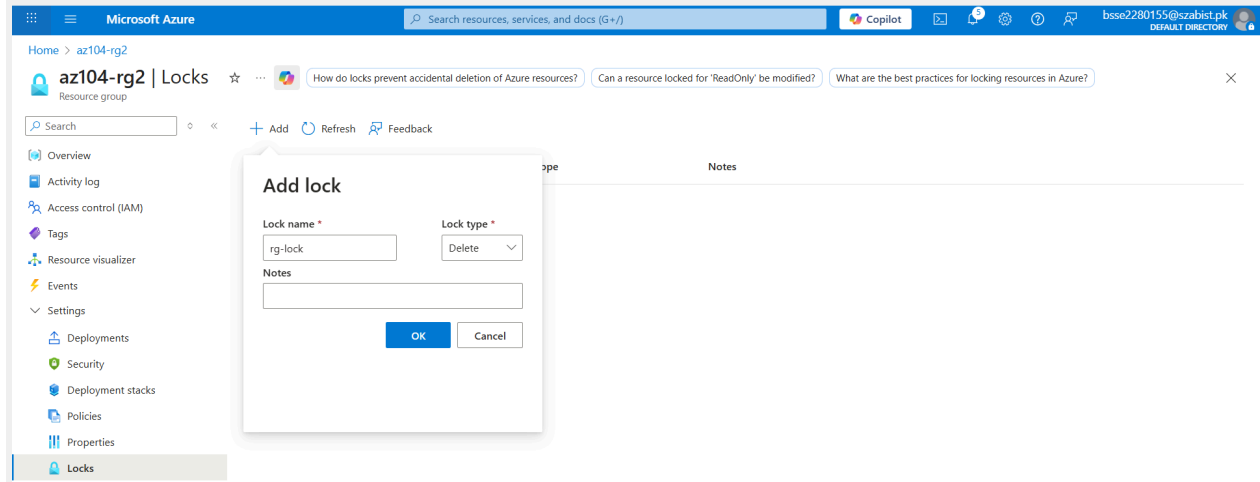 Microsoft Azure
Search resources, services, and docs (G+/)
Copilot
5
bsse2280155@szabist.pk
DEFAULT DIRECTORY
Home > az104-rg2
az104-rg2 | Locks
Resource group
How do locks prevent accidental deletion of Azure resources?
Can a resource locked for 'ReadOnly' be modified?
What are the best practices for locking resources in Azure?
Search
Add
Refresh
Feedback
Overview
Activity log
Access control (IAM)
Tags
Resource visualizer
Events
Settings
Deployments
Security
Deployment stacks
Policies
Properties
Locks
ope
Notes
Add lock
Lock name *
Lock type *
rg-lock
Delete
Notes
OK
Cancel